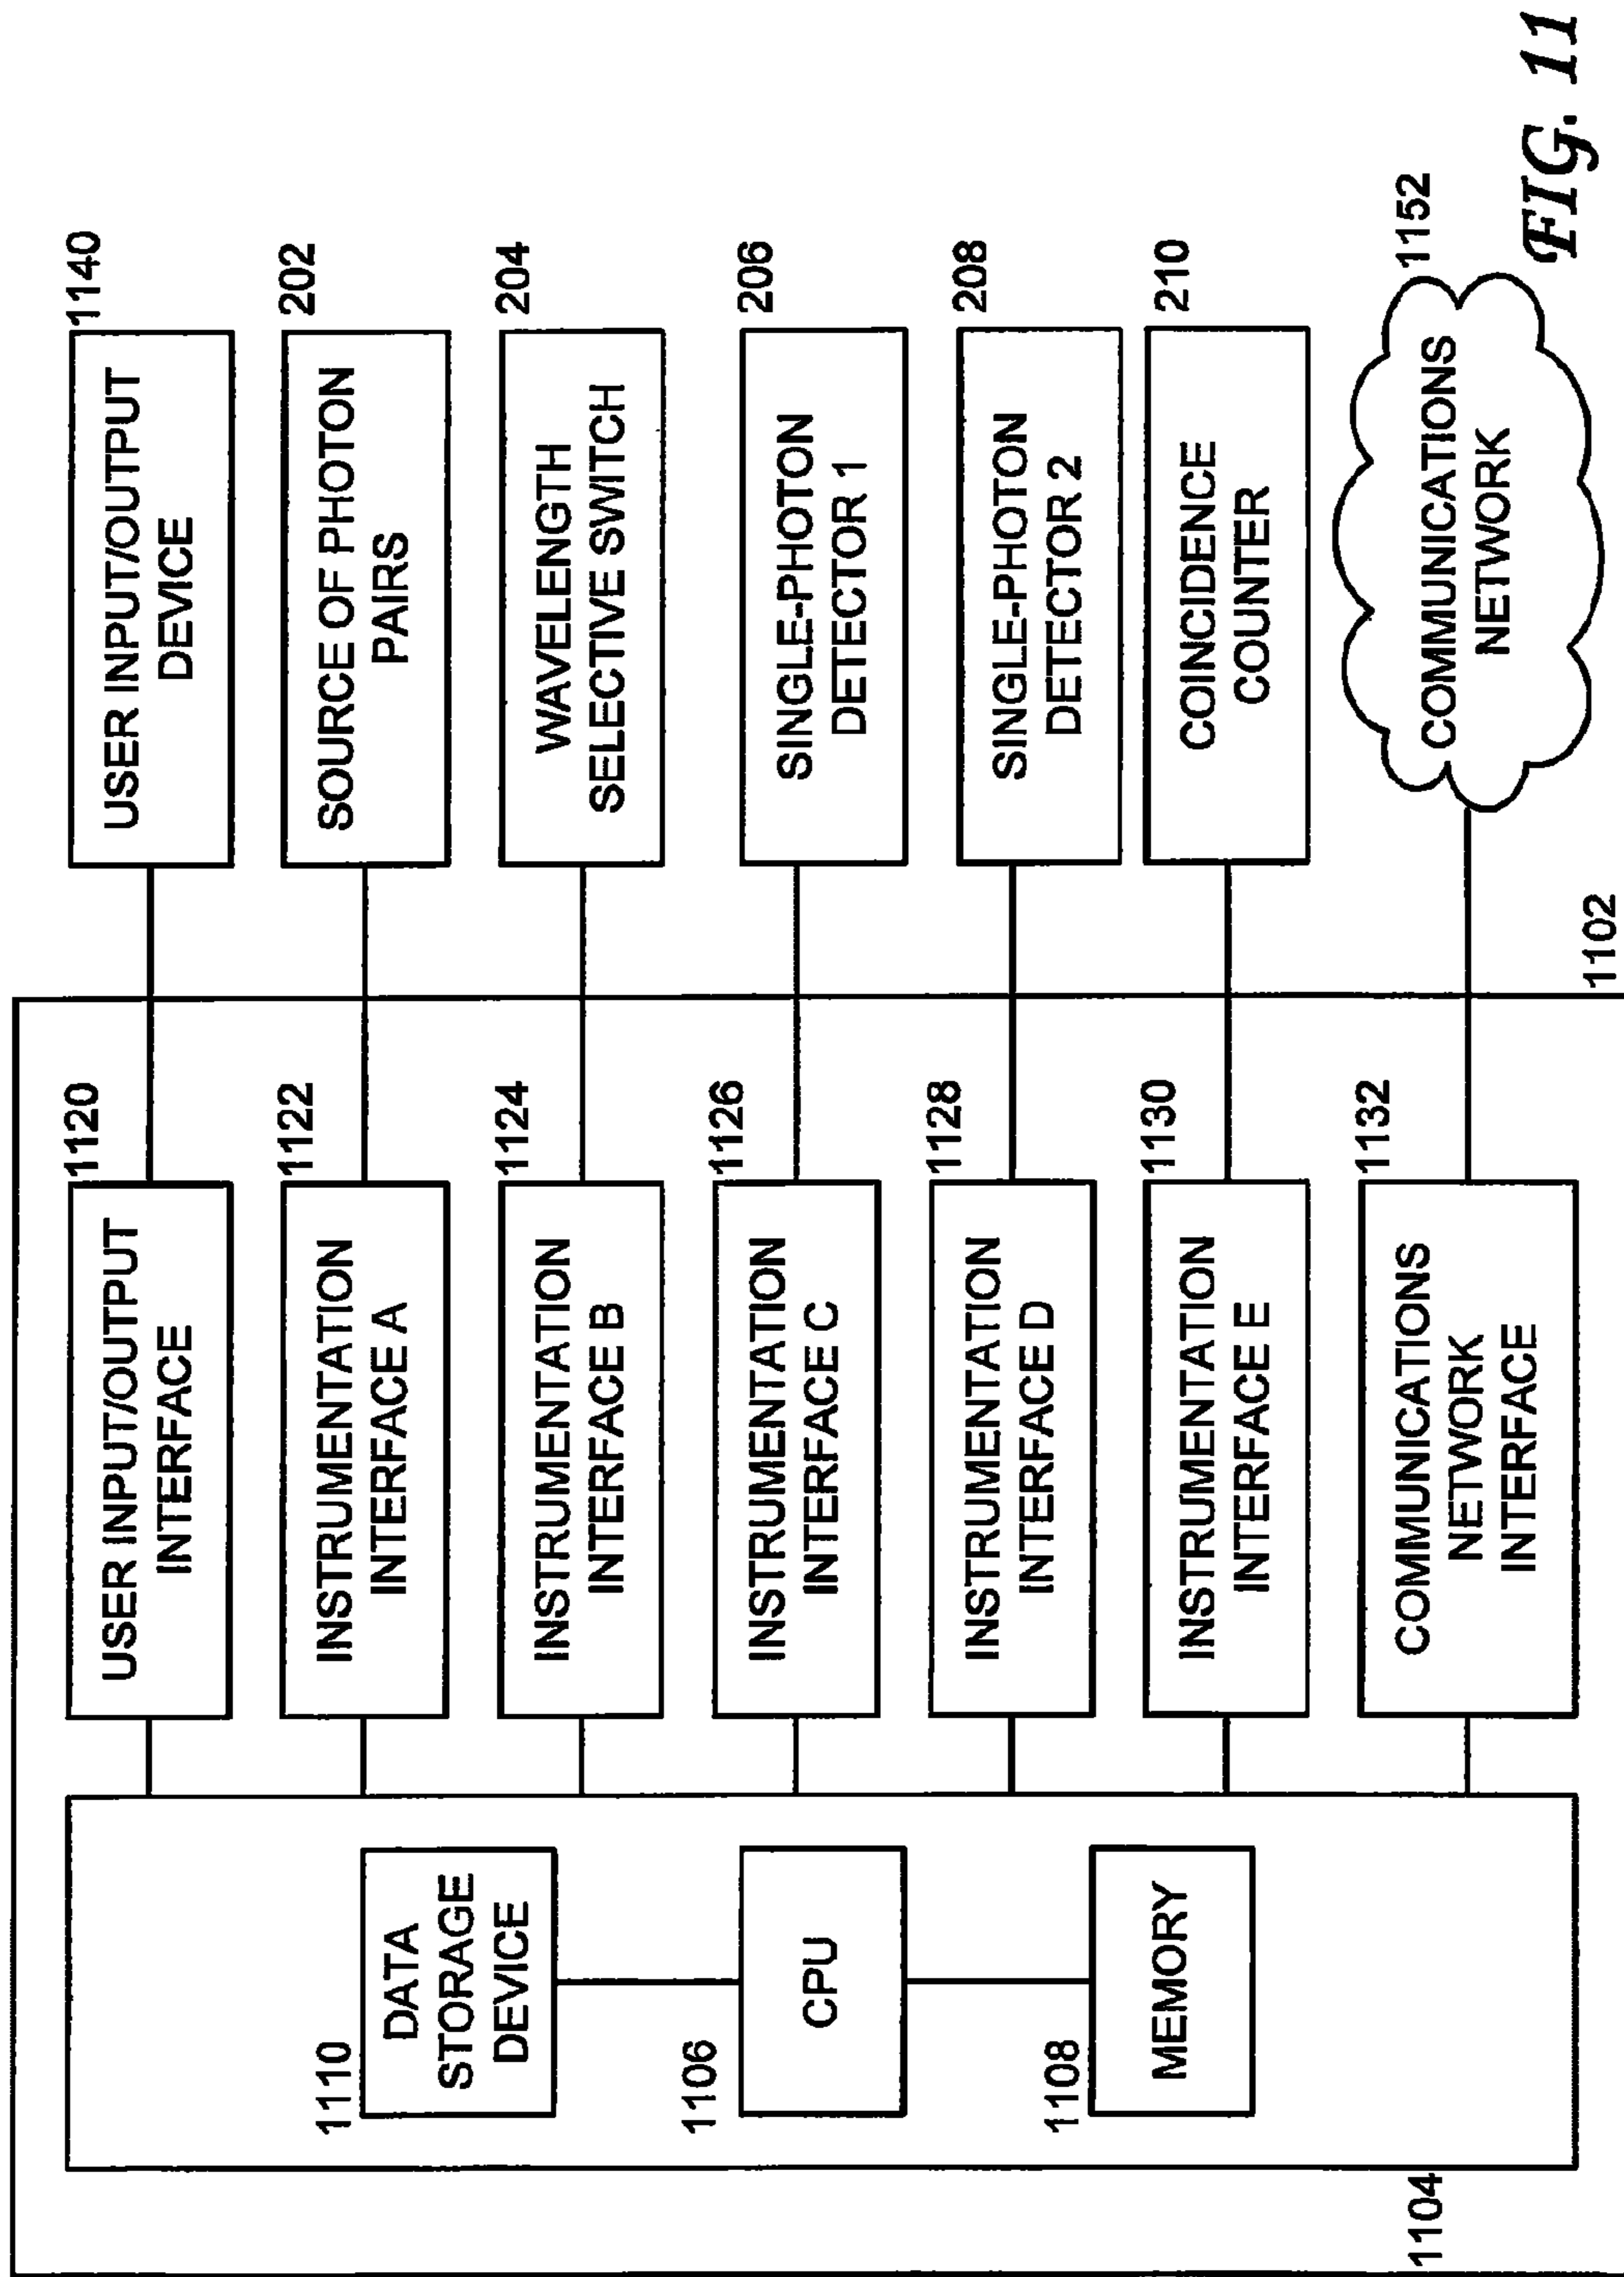 1104
1110
DATA
STORAGE
DEVICE
1106
CPU
1108
MEMORY
1120
USER INPUT/OUTPUT
INTERFACE
1122
INSTRUMENTATION
INTERFACE A
1124
INSTRUMENTATION
INTERFACE B
1126
INSTRUMENTATION
INTERFACE C
1128
INSTRUMENTATION
INTERFACE D
1130
INSTRUMENTATION
INTERFACE E
1132
COMMUNICATIONS
NETWORK
INTERFACE
1102
1140
USER INPUT/OUTPUT
DEVICE
202
SOURCE OF PHOTON
PAIRS
204
WAVELENGTH
SELECTIVE SWITCH
206
SINGLE-PHOTON
DETECTOR 1
208
SINGLE-PHOTON
DETECTOR 2
210
COINCIDENCE
COUNTER
1152
COMMUNICATIONS
NETWORK
FIG. 11